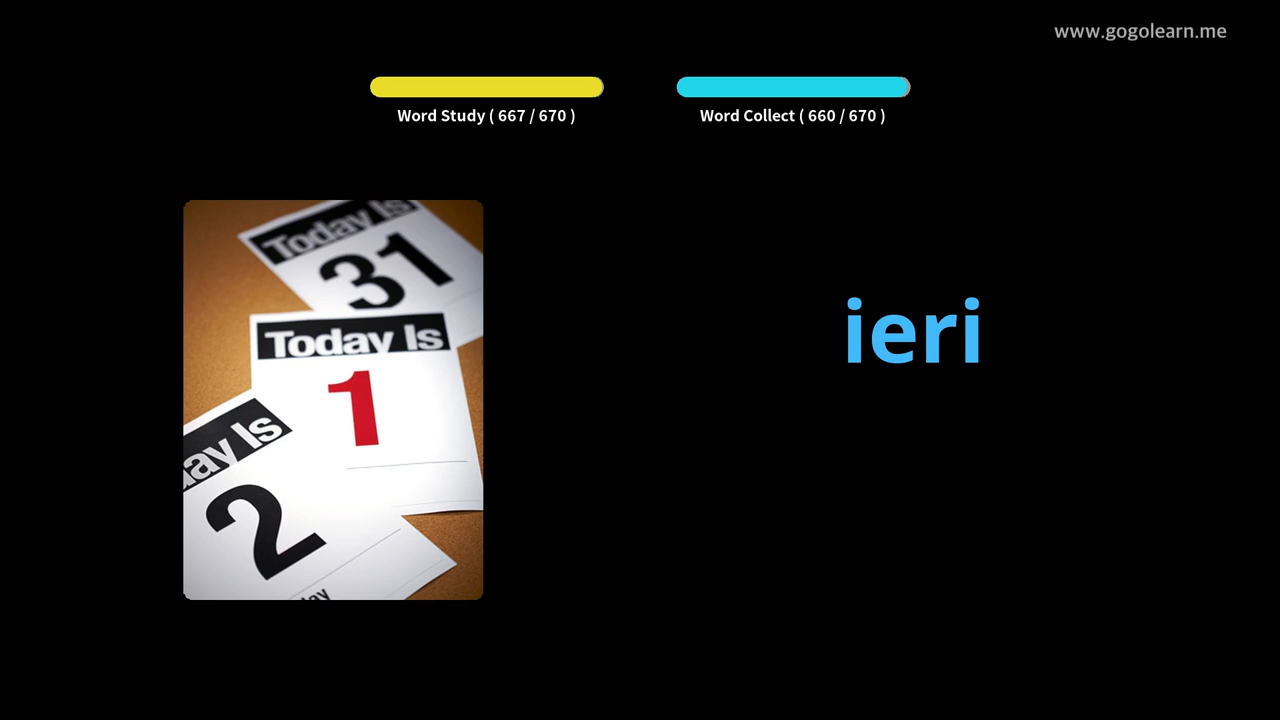 www.gogolearn.me
Word Study ( 667 / 670 )
Word Collect ( 660 / 670 )
Today Is
31
Today Is
1
ay Is
2
ay
ieri